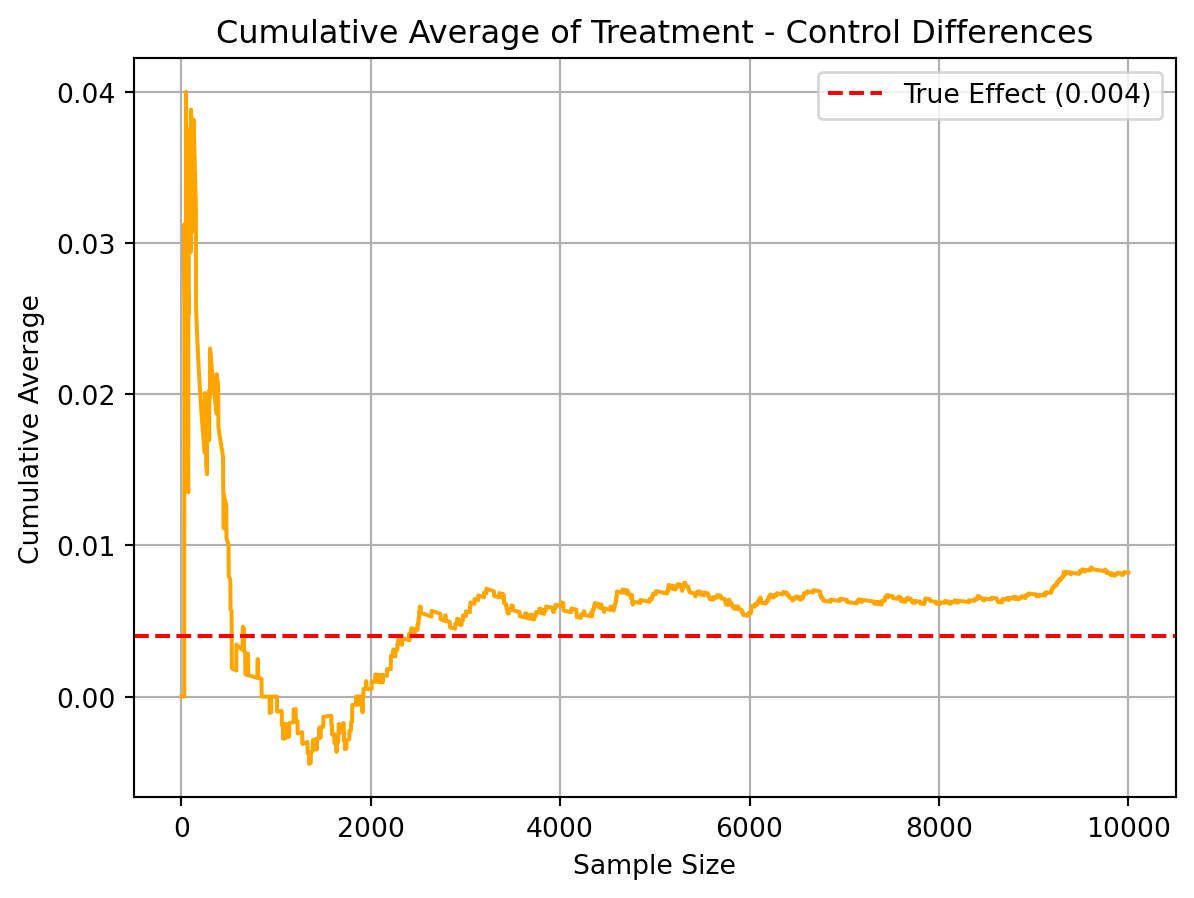 Cumulative Average of Treatment - Control Differences
True Effect (0.004)
Cumulative Average
0.04
0.03
0.02
0.01
0.00
0 2000 4000 6000 8000 10000
Sample Size